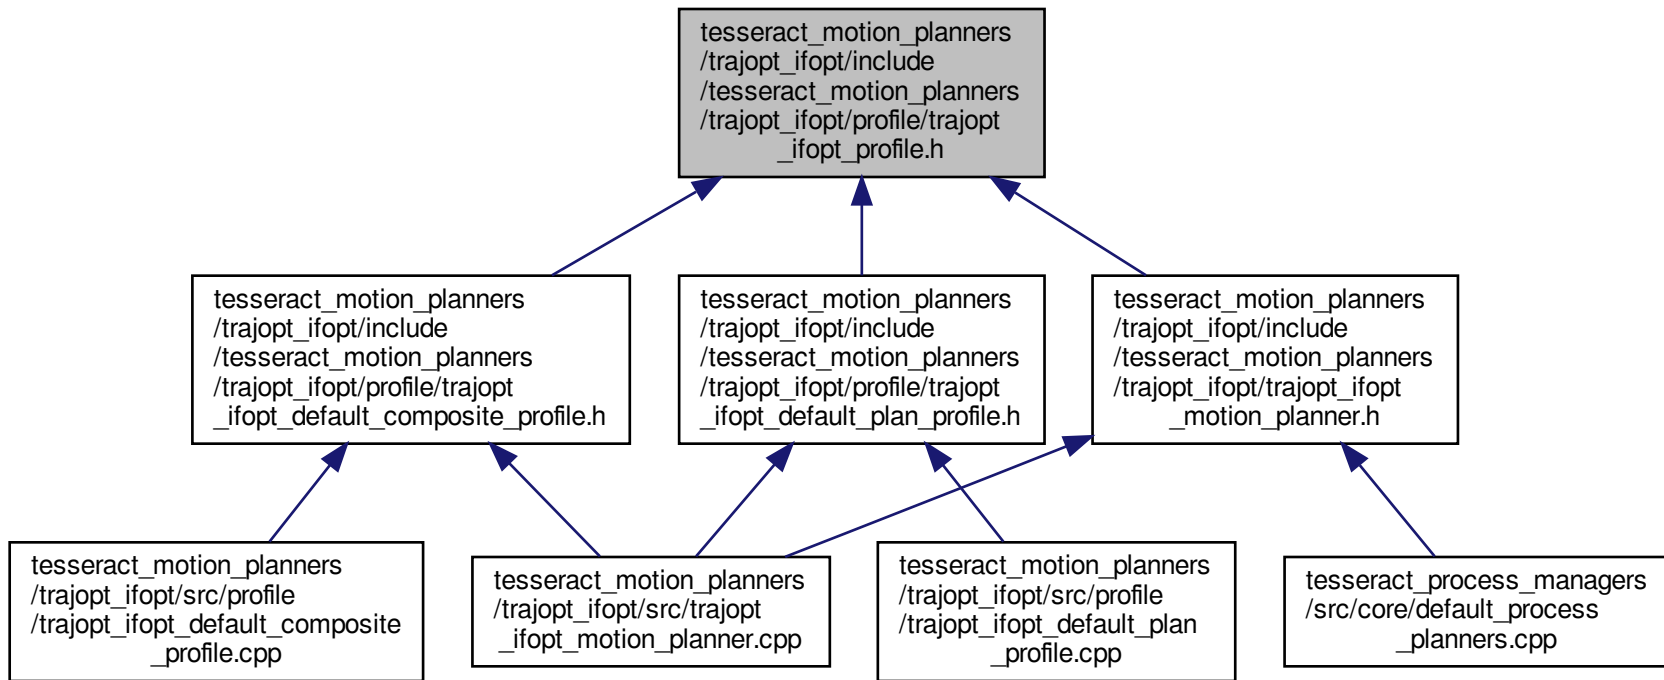 tesseract_motion_planners
/trajopt_ifopt/include
/tesseract_motion_planners
/trajopt_ifopt/profile/trajopt
_ifopt_profile.h
tesseract_motion_planners
/trajopt_ifopt/include
/tesseract_motion_planners
/trajopt_ifopt/profile/trajopt
_ifopt_default_composite_profile.h
tesseract_motion_planners
/trajopt_ifopt/include
/tesseract_motion_planners
/trajopt_ifopt/profile/trajopt
_ifopt_default_plan_profile.h
tesseract_motion_planners
/trajopt_ifopt/include
/tesseract_motion_planners
/trajopt_ifopt/trajopt_ifopt
_motion_planner.h
tesseract_motion_planners
/trajopt_ifopt/src/profile
/trajopt_ifopt_default_composite
_profile.cpp
tesseract_motion_planners
/trajopt_ifopt/src/trajopt
_ifopt_motion_planner.cpp
tesseract_motion_planners
/trajopt_ifopt/src/profile
/trajopt_ifopt_default_plan
_profile.cpp
tesseract_process_managers
/src/core/default_process
_planners.cpp